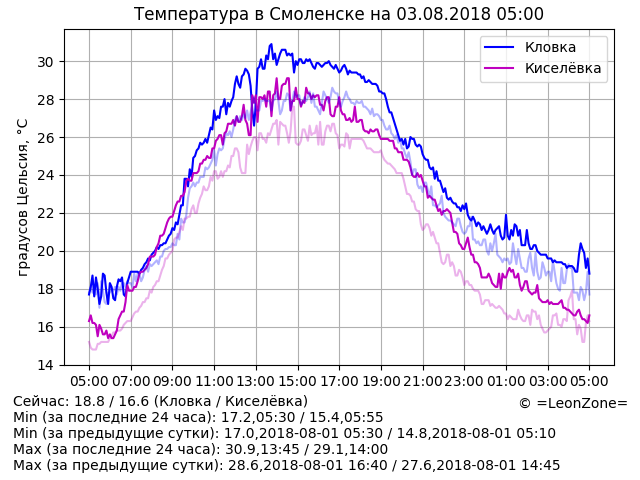 Температура в Смоленске на 03.08.2018 05:00
градусов Цельсия, °C
30
28
26
24
22
20
18
16
14
Кловка
Киселёвка
05:00 07:00 09:00 11:00 13:00 15:00 17:00 19:00 21:00 23:00 01:00 03:00 05:00
Сейчас: 18.8 / 16.6 (Кловка / Киселёвка)
© =LeonZone=
Min (за последние 24 часа): 17.2,05:30 / 15.4,05:55
Min (за предыдущие сутки): 17.0,2018-08-01 05:30 / 14.8,2018-08-01 05:10
Max (за последние 24 часа): 30.9,13:45 / 29.1,14:00
Max (за предыдущие сутки): 28.6,2018-08-01 16:40 / 27.6,2018-08-01 14:45